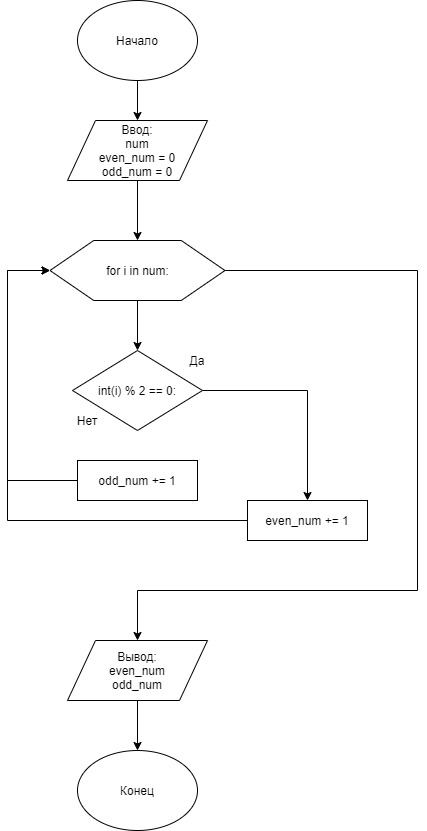 Начало
Ввод:
num
even_num = 0
odd_num = 0
for i in num:
Да
int(i) % 2 == 0:
Нет
odd_num += 1
even_num += 1
Вывод:
even_num
odd_num
Конец